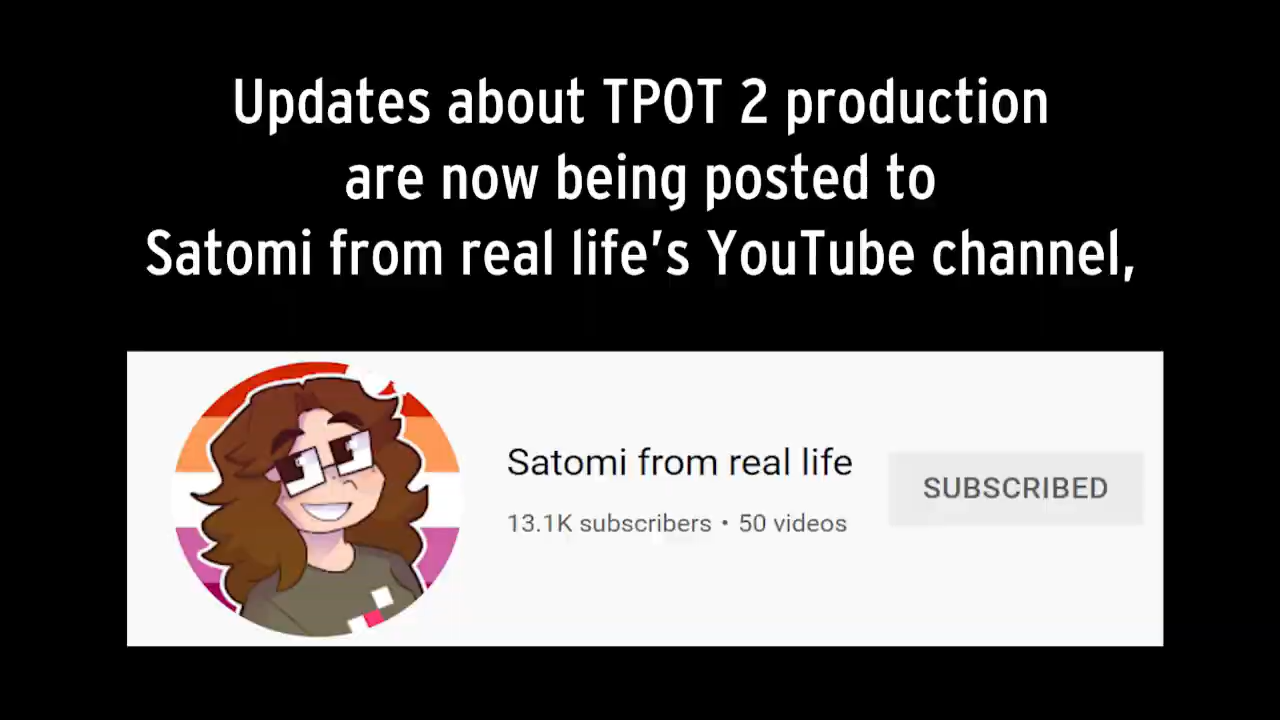 Updates about TPOT 2 production
are now being posted to
Satomi from real life’s YouTube channel,
Satomi from real life
13.1K subscribers • 50 videos
SUBSCRIBED